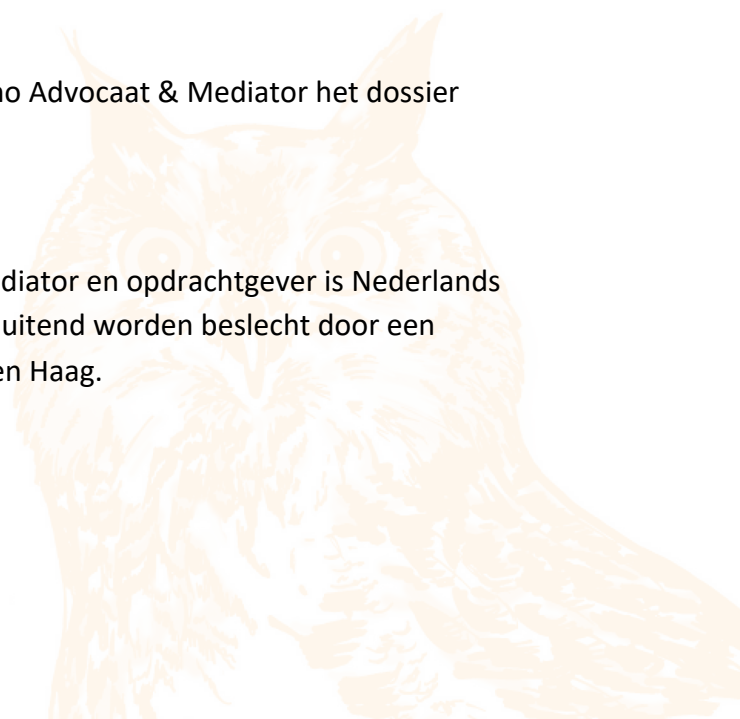 no Advocaat & Mediator het dossier
diator en opdrachtgever is Nederlands
uitend worden beslecht door een
en Haag.